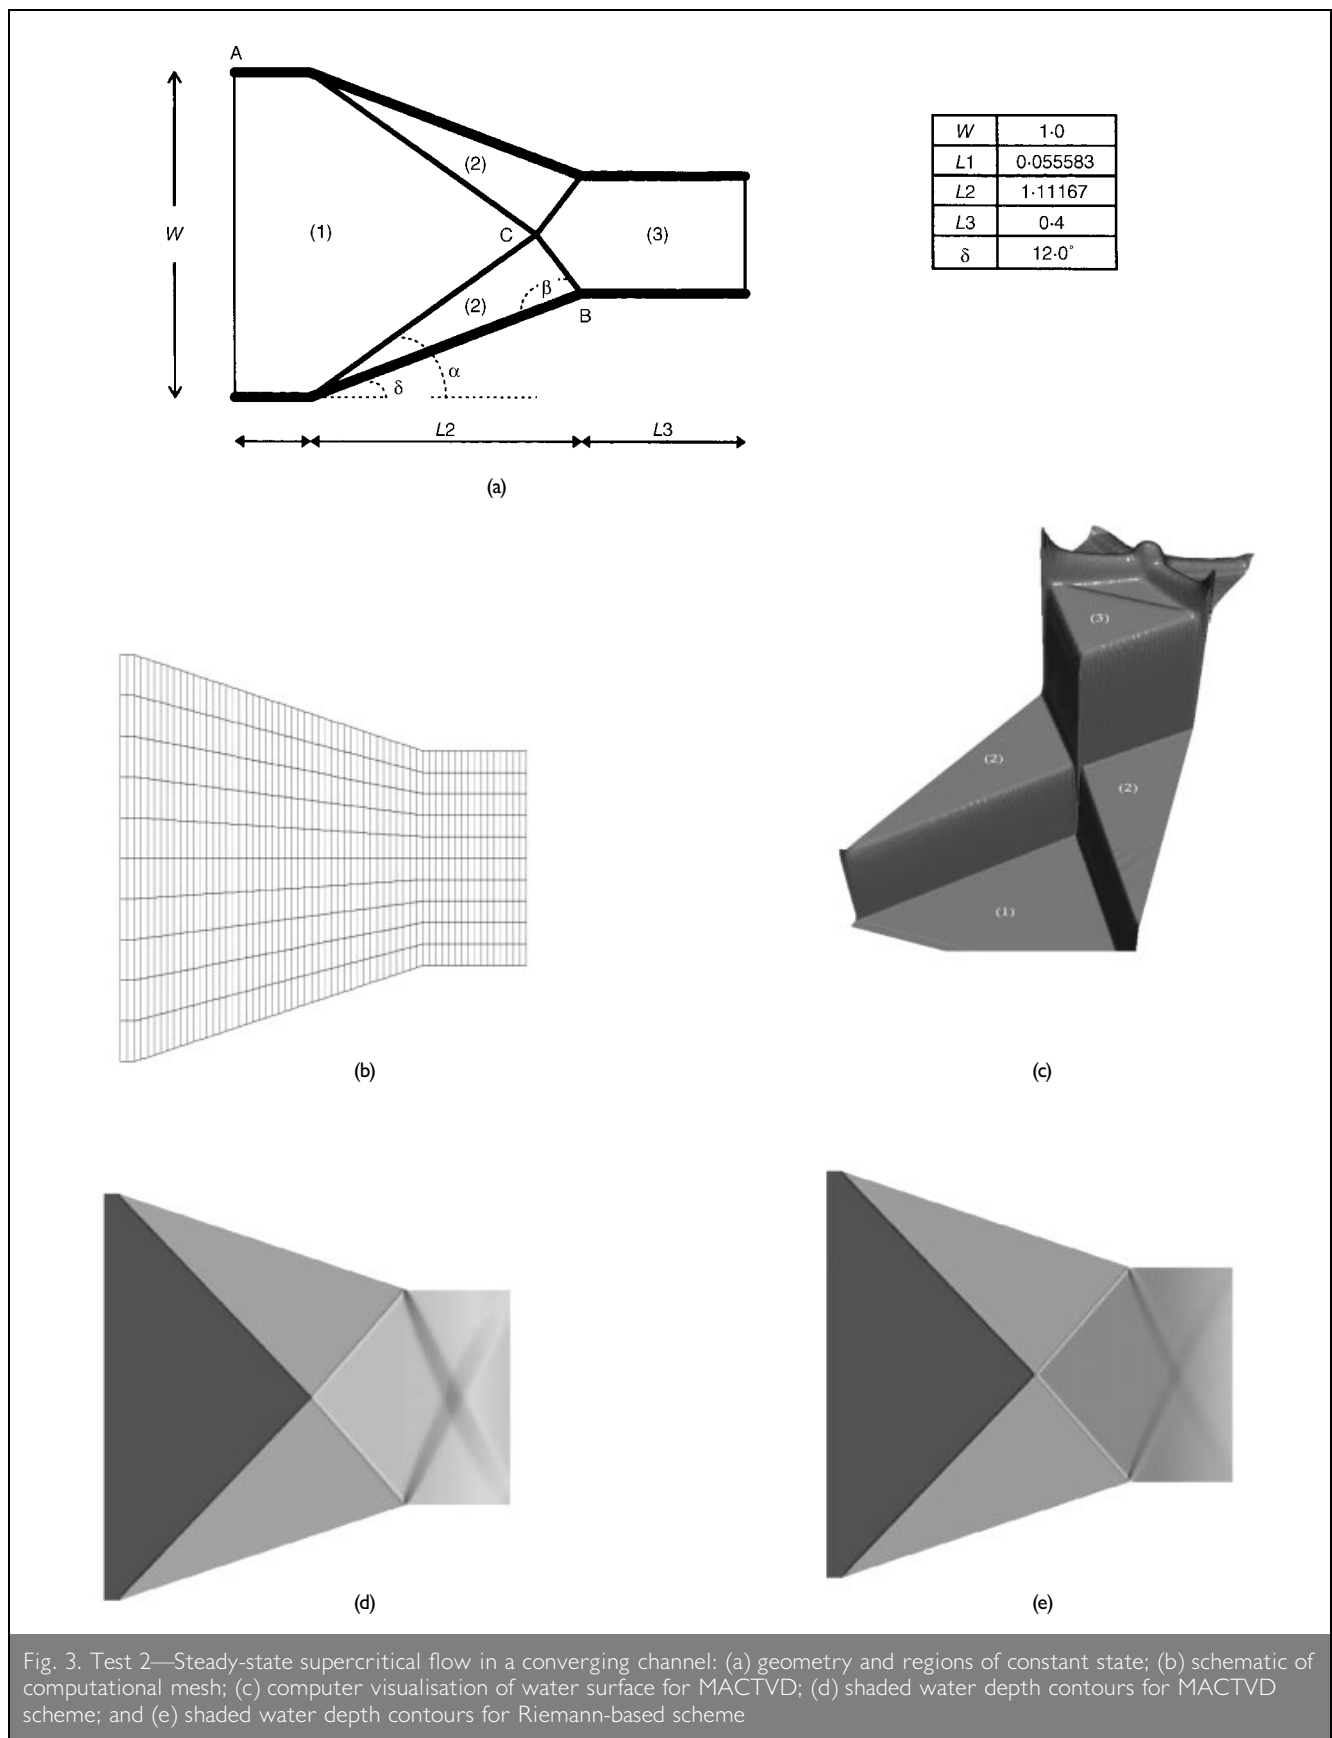 A
W
(1)
(2)
C
(3)
(2)
β
B
α
δ
L2
L3
(a)
W 1·0
L1 0·055583
L2 1·11167
L3 0·4
δ 12·0°
(3)
(2)
(2)
(1)
(b)
(c)
(d)
(e)
Fig. 3. Test 2—Steady-state supercritical flow in a converging channel: (a) geometry and regions of constant state; (b) schematic of
computational mesh; (c) computer visualisation of water surface for MACTVD; (d) shaded water depth contours for MACTVD
scheme; and (e) shaded water depth contours for Riemann-based scheme